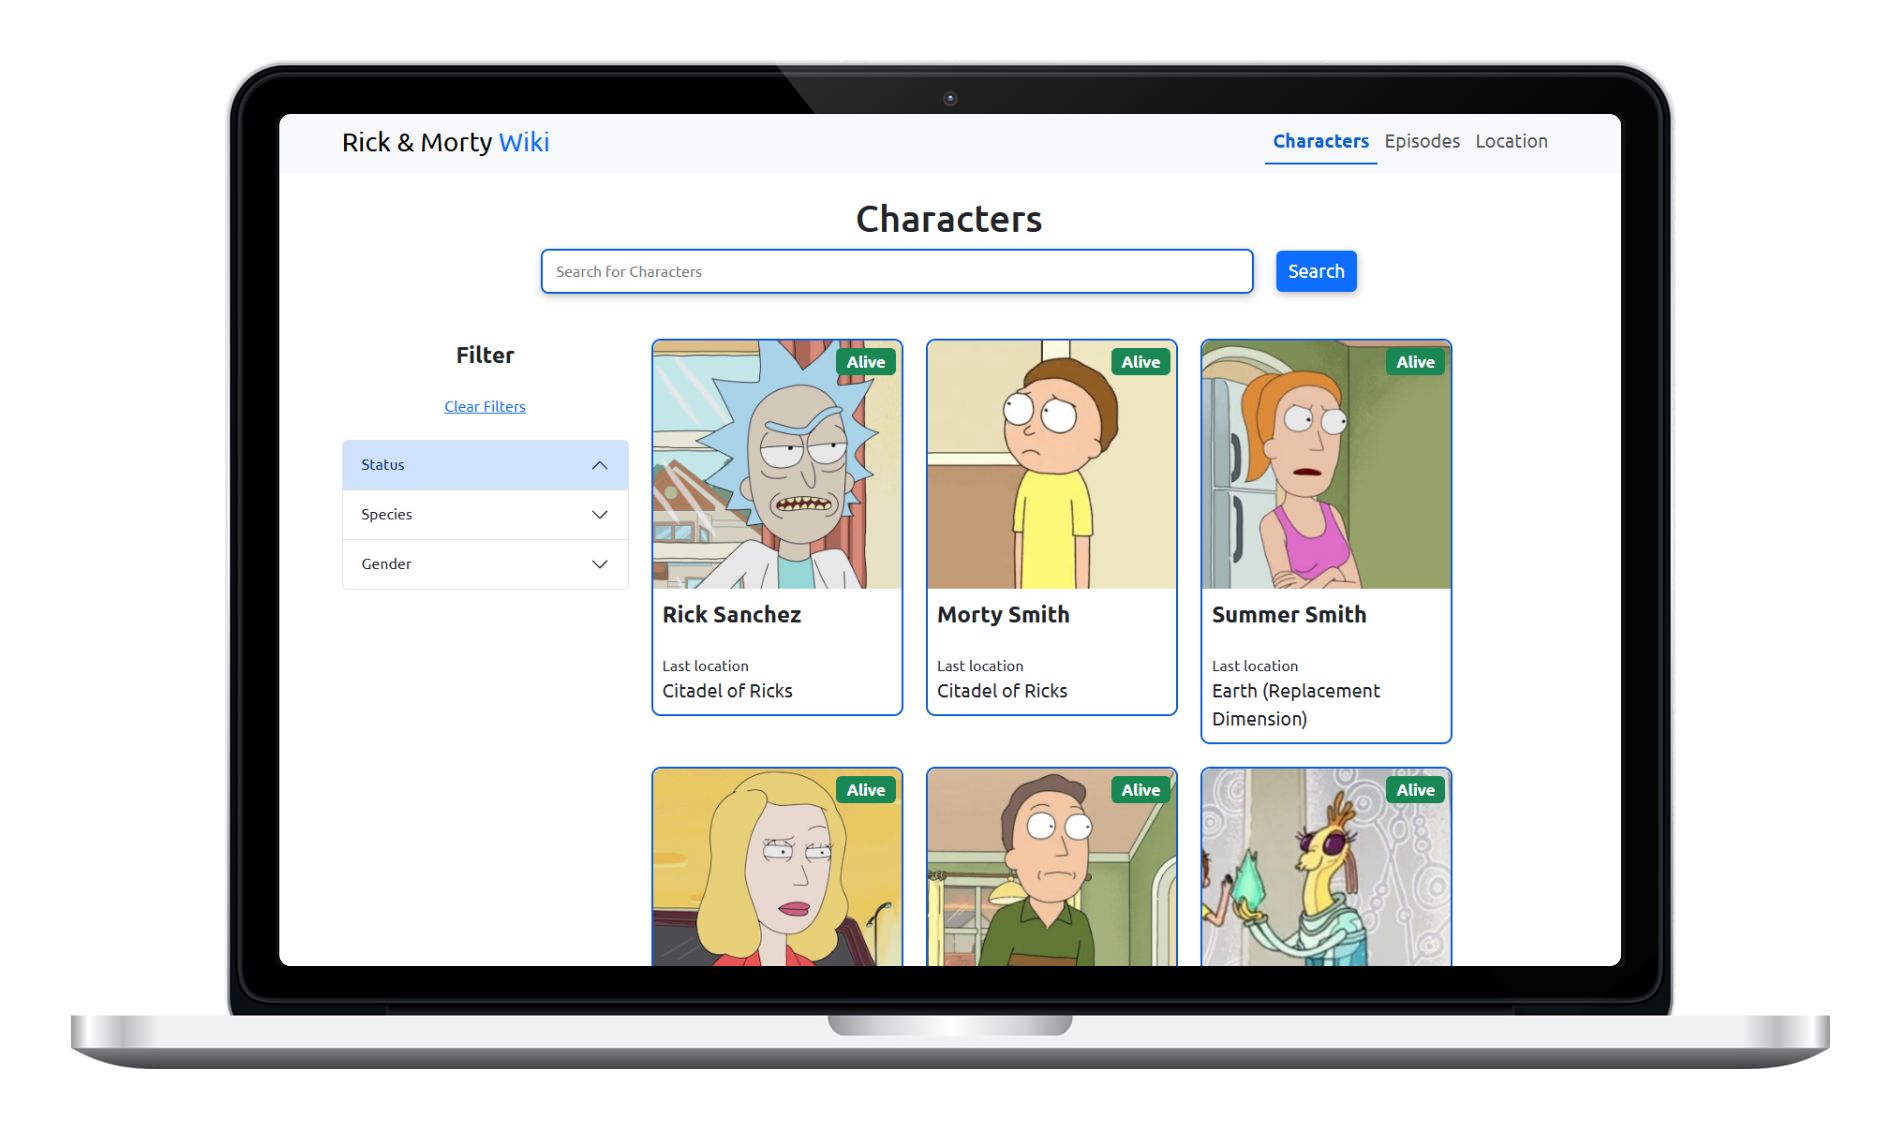 Rick & Morty Wiki
Characters Episodes Location
Characters
Search for Characters
Search
Filter
Clear Filters
Status
Species
Gender
Alive
Rick Sanchez
Last location
Citadel of Ricks
Alive
Morty Smith
Last location
Citadel of Ricks
Alive
Summer Smith
Last location
Earth (Replacement
Dimension)
Alive
Alive
Alive